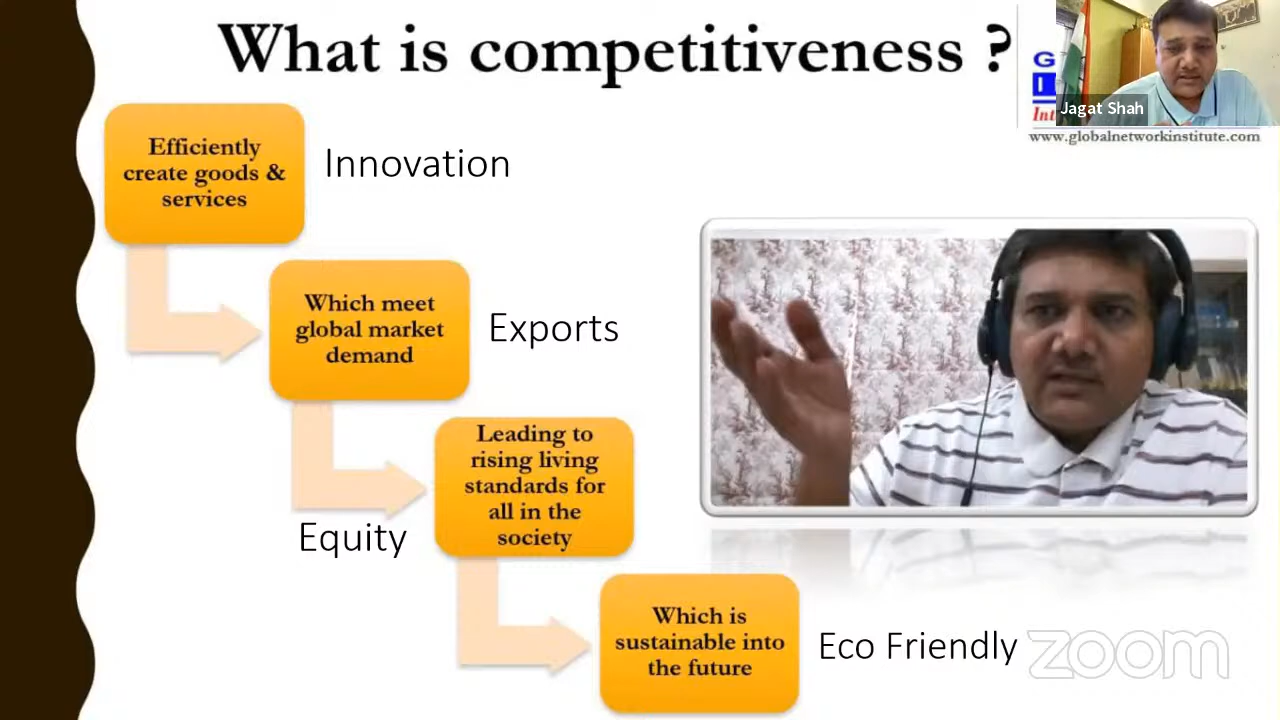 What is competitiveness ?
G
I
Int
Jagat Shah
www.globalnetworkinstitute.com
Efficiently
create goods &
services
Innovation
Which meet
global market
demand
Exports
Leading to
rising living
standards for
all in the
society
Equity
Which is
sustainable into
the future
Eco Friendly
zoom